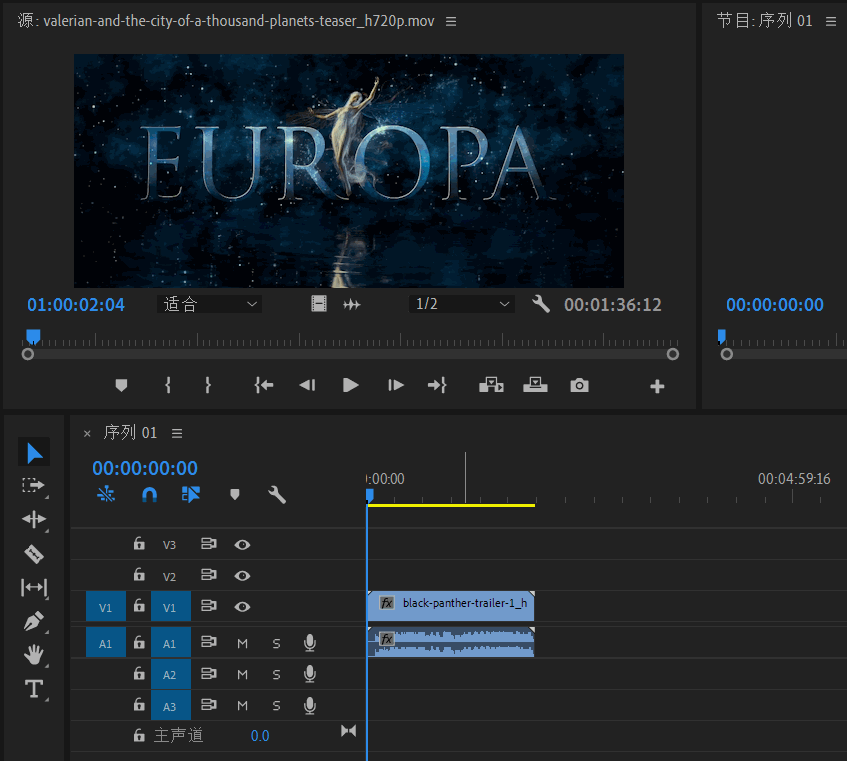 源: valerian-and-the-city-of-a-thousand-planets-teaser_h720p.mov
节目: 序列 01
EUROPA
01:00:02:04
适合
1/2
00:01:36:12
00:00:00:00
× 序列 01
00:00:00:00
:00:00
00:04:59:16
V3
V2
V1 V1
fx black-panther-trailer-1_h
A1 A1 M S
fx
A2 M S
A3 M S
主声道 0.0
T